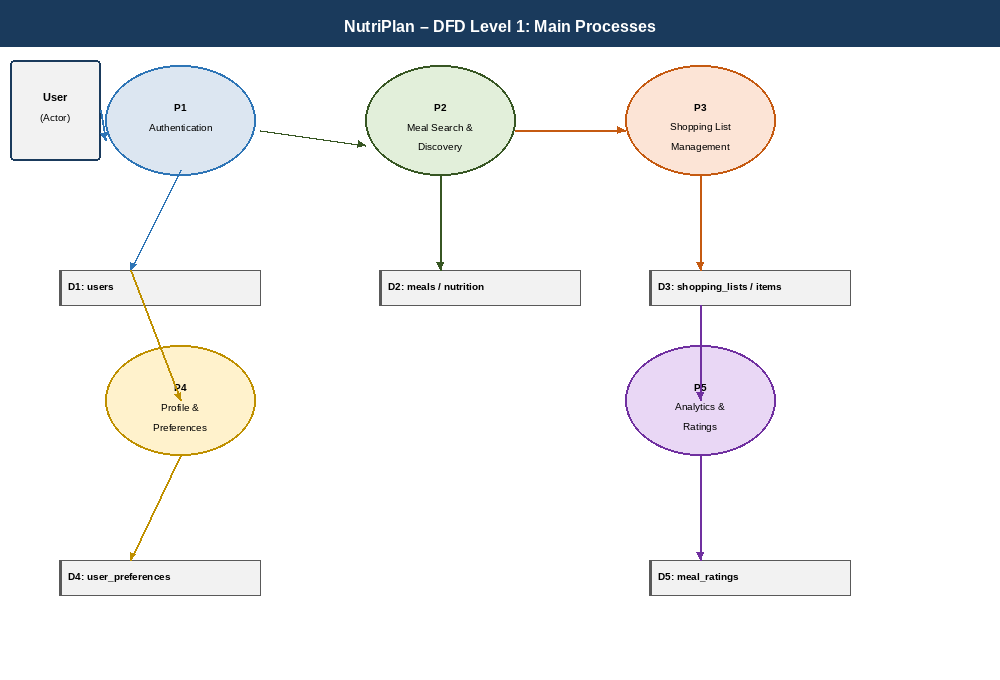 NutriPlan – DFD Level 1: Main Processes
User
(Actor)
P1
Authentication
P2
Meal Search &
Discovery
P3
Shopping List
Management
D1: users
D2: meals / nutrition
D3: shopping_lists / items
P4
Profile &
Preferences
P5
Analytics &
Ratings
D4: user_preferences
D5: meal_ratings